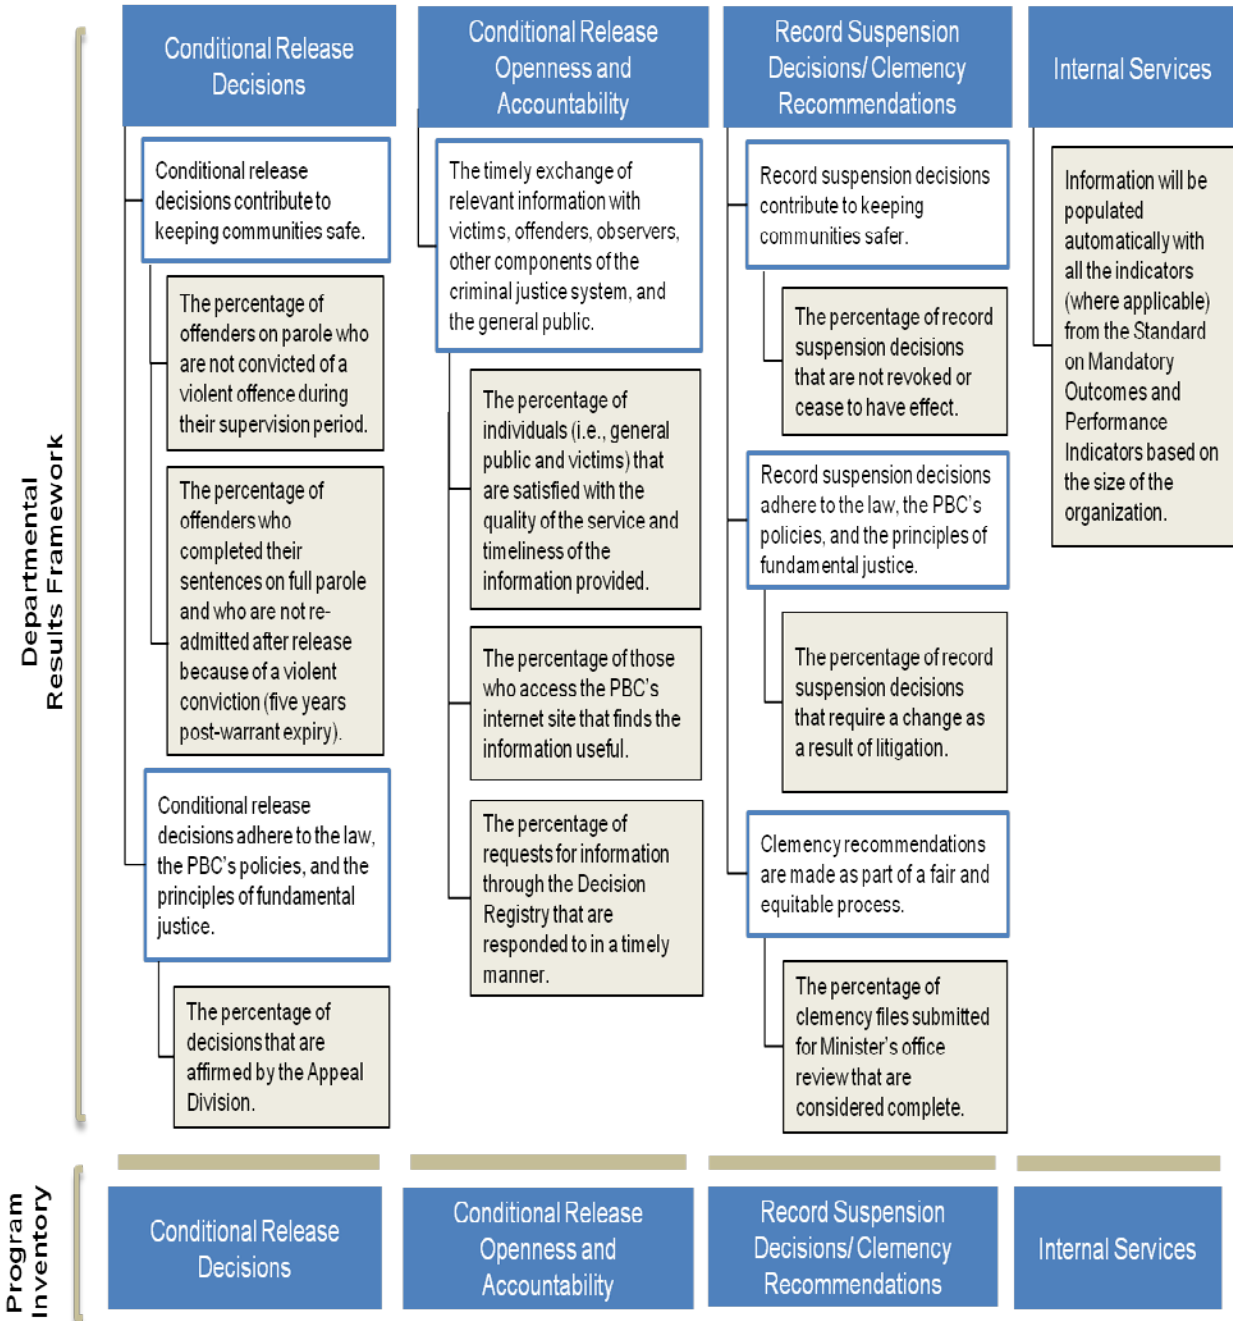 Departmental
Results Framework
Conditional Release
Decisions
Conditional release
decisions contribute to
keeping communities safe.
The percentage of
offenders on parole who
are not convicted of a
violent offence during
their supervision period.
The percentage of
offenders who
completed their
sentences on full parole
and who are not re-
admitted after release
because of a violent
conviction (five years
post-warrant expiry).
Conditional release
decisions adhere to the law,
the PBC’s policies, and the
principles of fundamental
justice.
The percentage of
decisions that are
affirmed by the Appeal
Division.
Conditional Release
Openness and
Accountability
The timely exchange of
relevant information with
victims, offenders, observers,
other components of the
criminal justice system, and
the general public.
The percentage of
individuals (i.e., general
public and victims) that
are satisfied with the
quality of the service and
timeliness of the
information provided.
The percentage of those
who access the PBC’s
internet site that finds the
information useful.
The percentage of
requests for information
through the Decision
Registry that are
responded to in a timely
manner.
Record Suspension
Decisions/ Clemency
Recommendations
Record suspension decisions
contribute to keeping
communities safer.
The percentage of record
suspension decisions
that are not revoked or
cease to have effect.
Record suspension decisions
adhere to the law, the PBC’s
policies, and the principles of
fundamental justice.
The percentage of record
suspension decisions
that require a change as
a result of litigation.
Clemency recommendations
are made as part of a fair and
equitable process.
The percentage of
clemency files submitted
for Minister’s office
review that are
considered complete.
Internal Services
Information will be
populated
automatically with
all the indicators
(where applicable)
from the Standard
on Mandatory
Outcomes and
Performance
Indicators based on
the size of the
organization.
Program
Inventory
Conditional Release
Decisions
Conditional Release
Openness and
Accountability
Record Suspension
Decisions/ Clemency
Recommendations
Internal Services